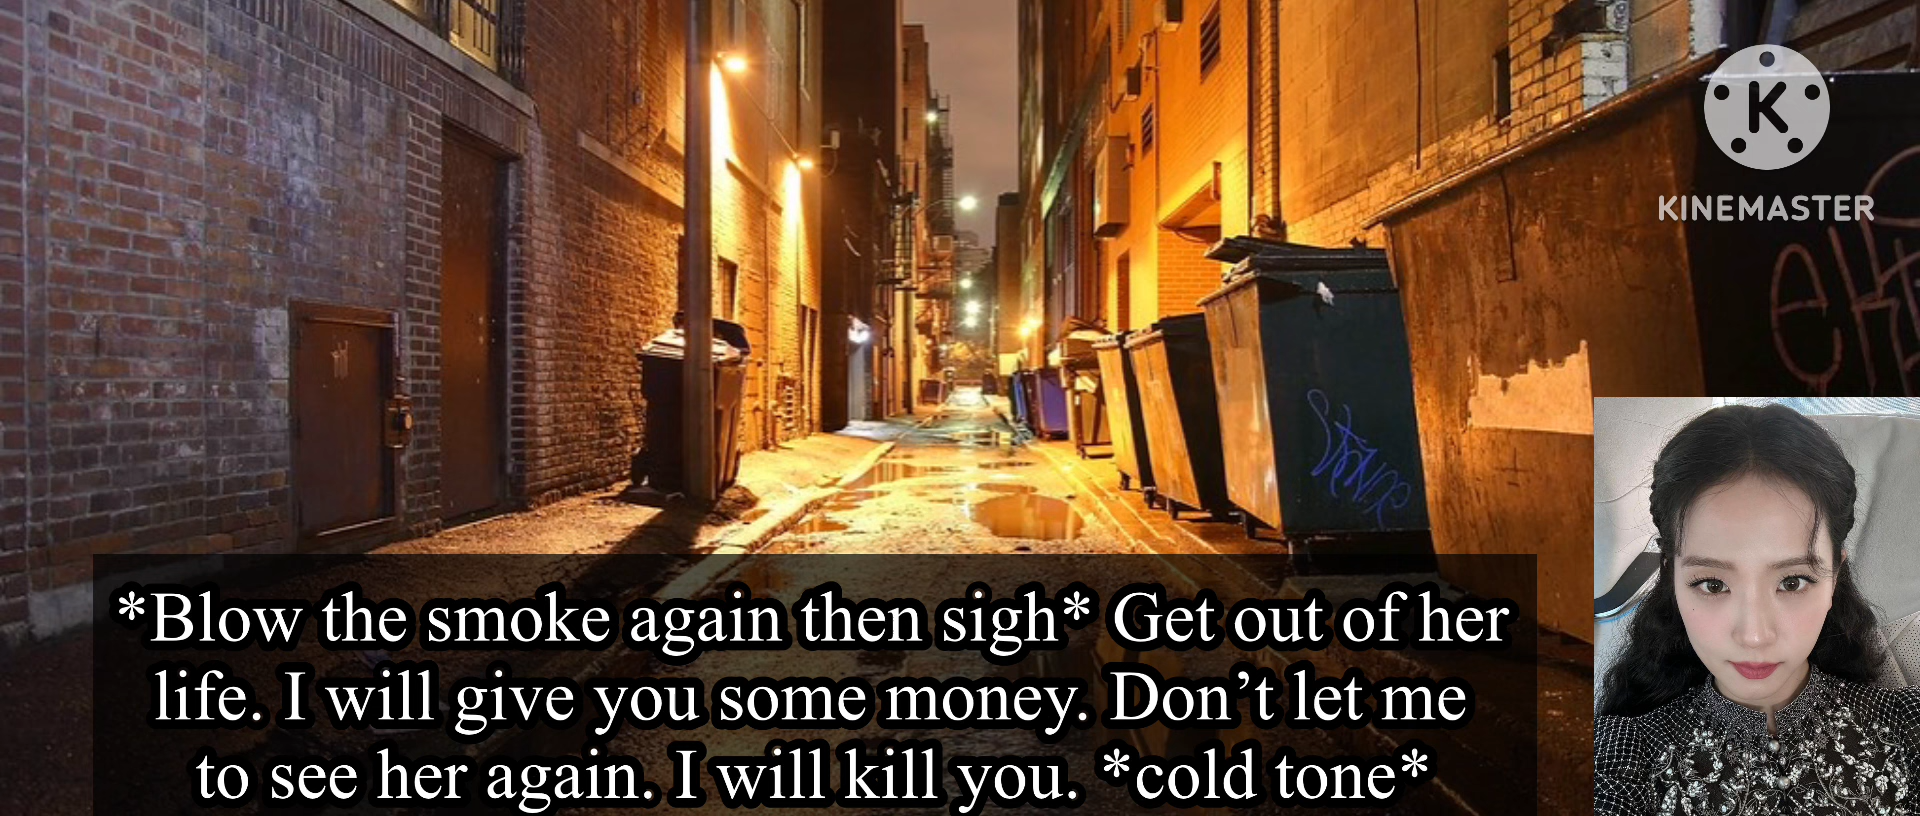 KINEMASTER
*Blow the smoke again then sigh* Get out of her
life. I will give you some money. Don’t let me
to see her again. I will kill you. *cold tone*